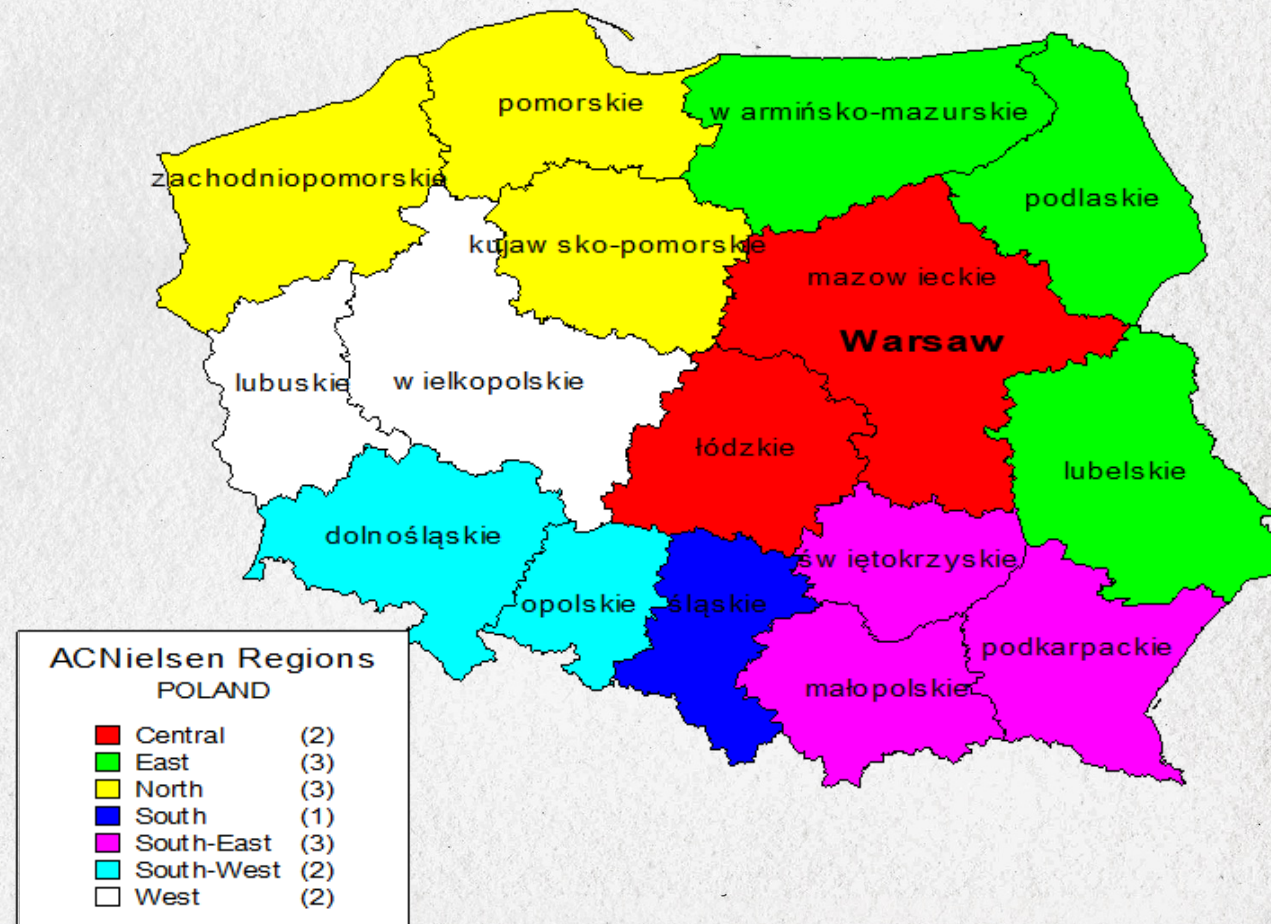 pomorskie
w armińsko-mazurskie
zachodniopomorskie
podlaskie
kujaw sko-pomorskie
mazow ieckie
Warsaw
lubuskie
w ielkopolskie
łódzkie
lubelskie
dolnośląskie
św iętokrzyskie
opolskie
śląskie
podkarpackie
małopolskie
ACNielsen Regions
POLAND
Central (2)
East (3)
North (3)
South (1)
South-East (3)
South-West (2)
West (2)